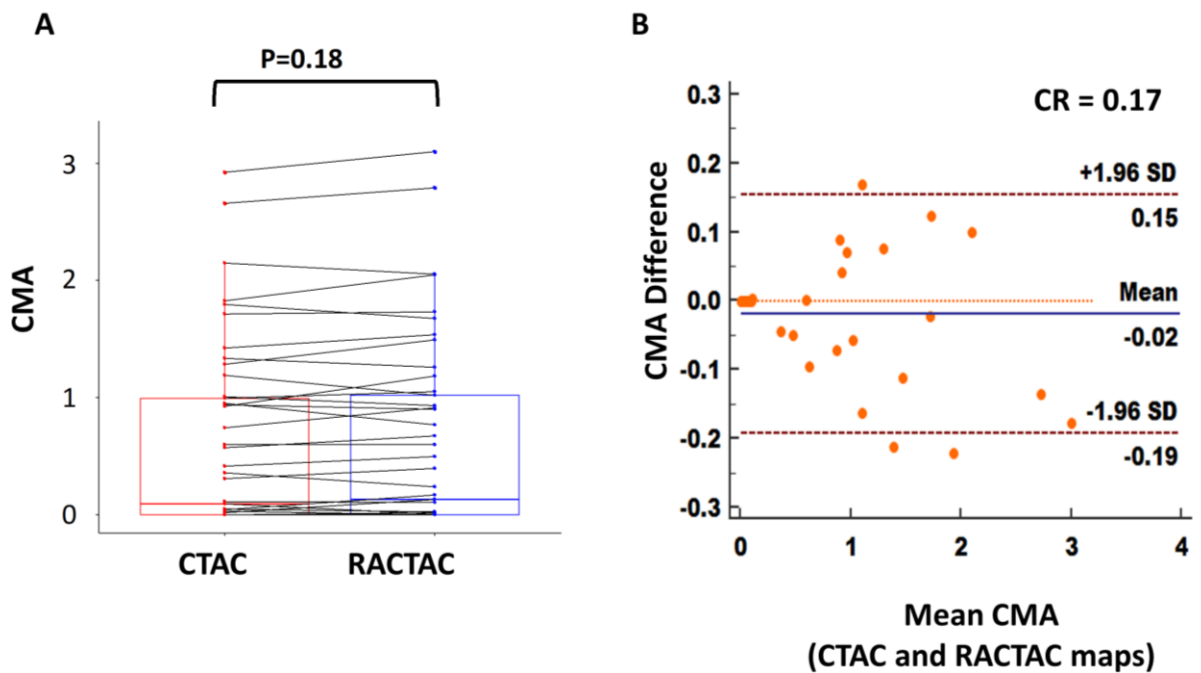 A
P=0.18
CMA
3
2
1
0
CTAC RACTAC
B
CR = 0.17
CMA Difference
0.3
0.2
0.1
0.0
-0.1
-0.2
-0.3
+1.96 SD
0.15
Mean
-0.02
-1.96 SD
-0.19
0 1 2 3 4
Mean CMA
(CTAC and RACTAC maps)